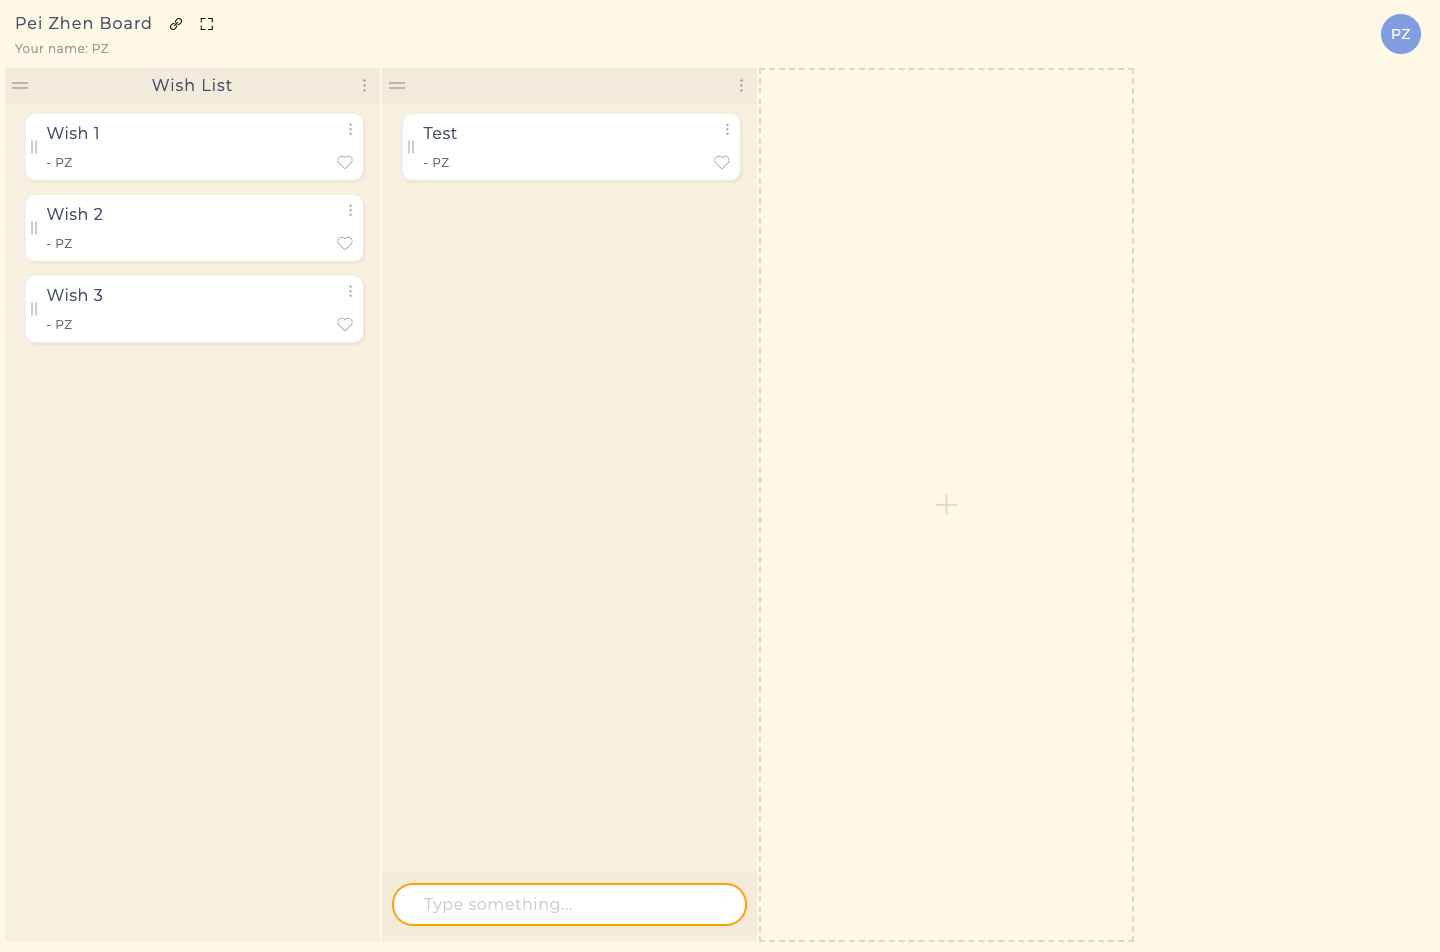 Pei Zhen Board
Your name: PZ
PZ
Wish List
Wish 1
- PZ
Wish 2
- PZ
Wish 3
- PZ
Test
- PZ
Type something...